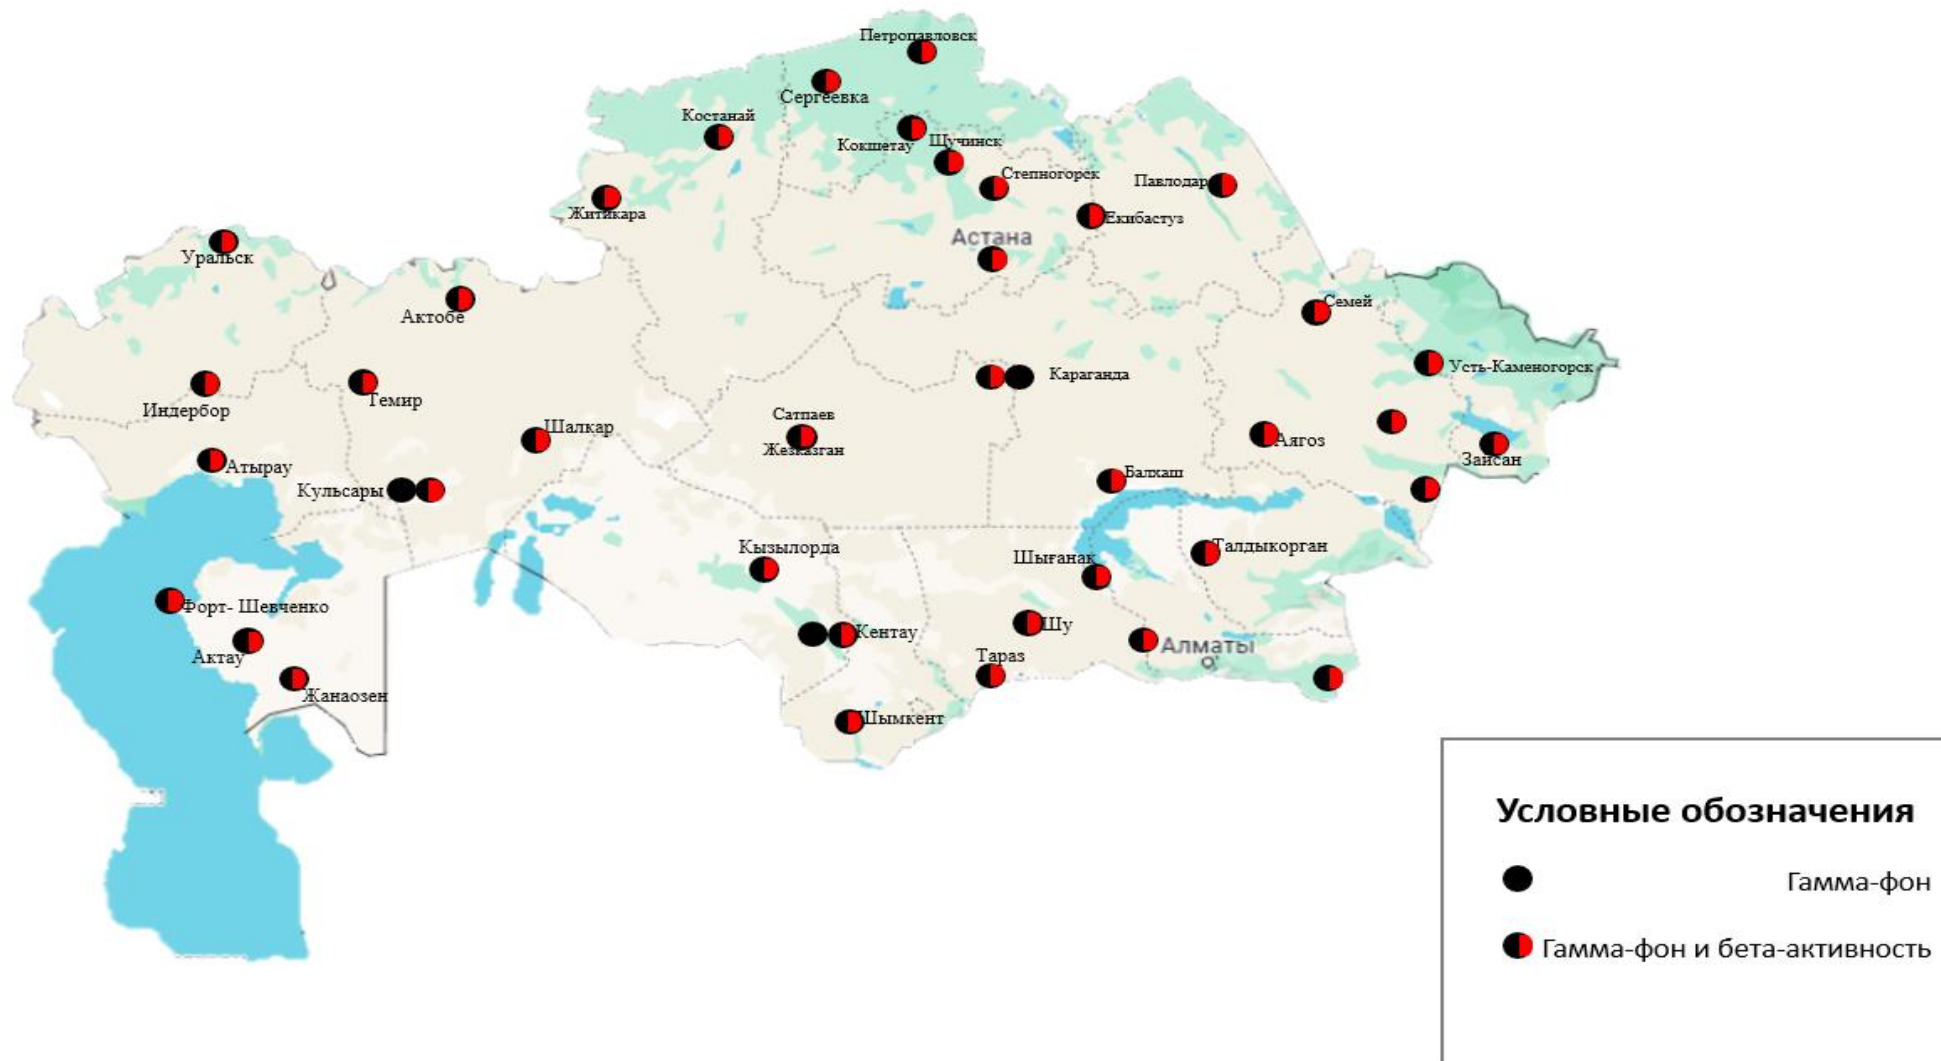 Петропавловск
Сергеевка
Костанай
Кокшетау
Щучинск
Степногорск
Павлодар
Житикара
Екибастуз
Астана
Уральск
Актобе
Семей
Усть-Каменогорск
Караганда
Индербор
Темир
Сатпаев
Жезказган
Шалкар
Аягоз
Зайсан
Атырау
Кульсары
Балхаш
Кызылорда
Шығанак
Талдыкорган
Форт- Шевченко
Кентау
Шу
Алматы
Актау
Тараз
Жанаозен
Шымкент
Условные обозначения
Гамма-фон
Гамма-фон и бета-активность